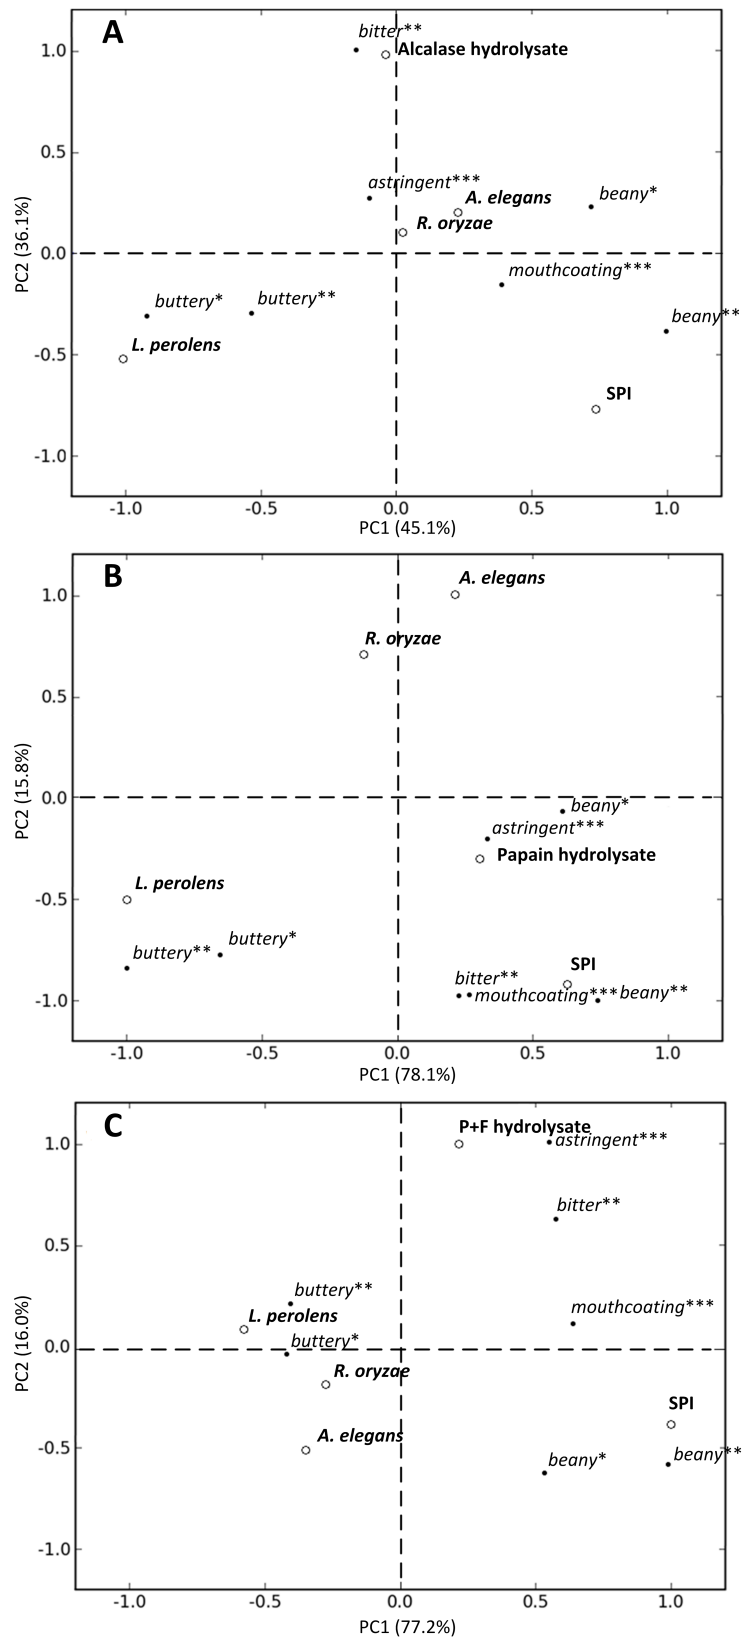 A
bitter**
Alcalase hydrolysate
1.0
0.5
astringent***
A. elegans
beany*
R. oryzae
0.0
mouthcoating***
buttery*
buttery**
beany**
L. perolens
-0.5
SPI
-1.0
PC2 (36.1%)
-1.0 -0.5 0.0 0.5 1.0
PC1 (45.1%)
B
A. elegans
1.0
R. oryzae
0.5
0.0
beany*
astringent***
Papain hydrolysate
L. perolens
-0.5
buttery*
buttery**
SPI
bitter**
mouthcoating*** beany**
-1.0
PC2 (15.8%)
-1.0 -0.5 0.0 0.5 1.0
PC1 (78.1%)
C
P+F hydrolysate
astringent***
1.0
bitter**
0.5
buttery**
mouthcoating***
L. perolens
buttery*
0.0
R. oryzae
SPI
A. elegans
-0.5
beany*
beany**
-1.0
PC2 (16.0%)
-1.0 -0.5 0.0 0.5 1.0
PC1 (77.2%)